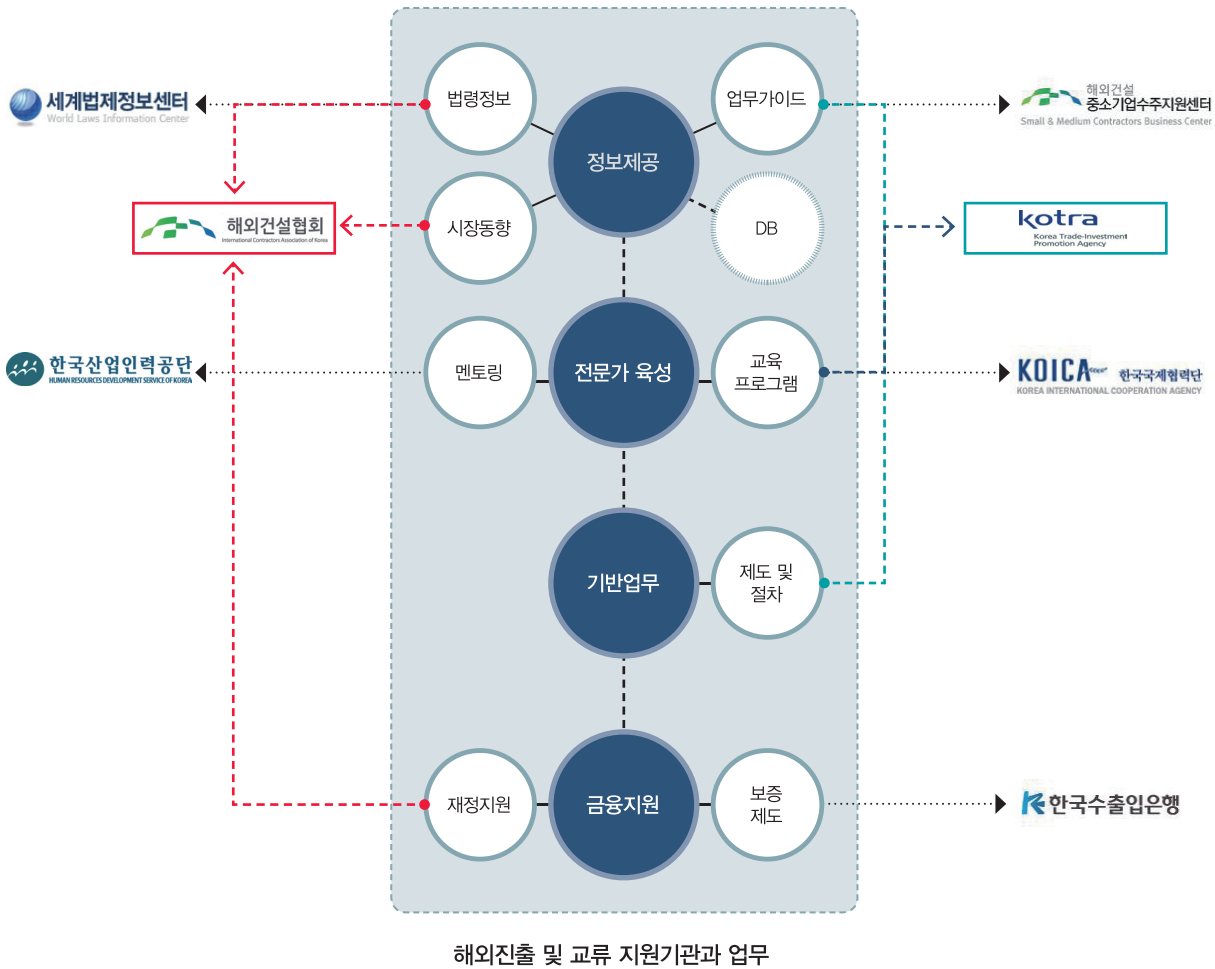 법령정보
업무가이드
세계법제정보센터
World Laws Information Center
정보제공
해외건설
중소기업수주지원센터
Small & Medium Contractors Business Center
해외건설협회
International Contractors Association of Korea
시장동향
DB
kotra
Korea Trade-Investment
Promotion Agency
한국산업인력공단
HUMAN RESOURCES DEVELOPMENT SERVICE OF KOREA
멘토링
전문가 육성
교육
프로그램
KOICA 한국국제협력단
KOREA INTERNATIONAL COOPERATION AGENCY
기반업무
제도 및
절차
재정지원
금융지원
보증
제도
한국수출입은행
해외진출 및 교류 지원기관과 업무